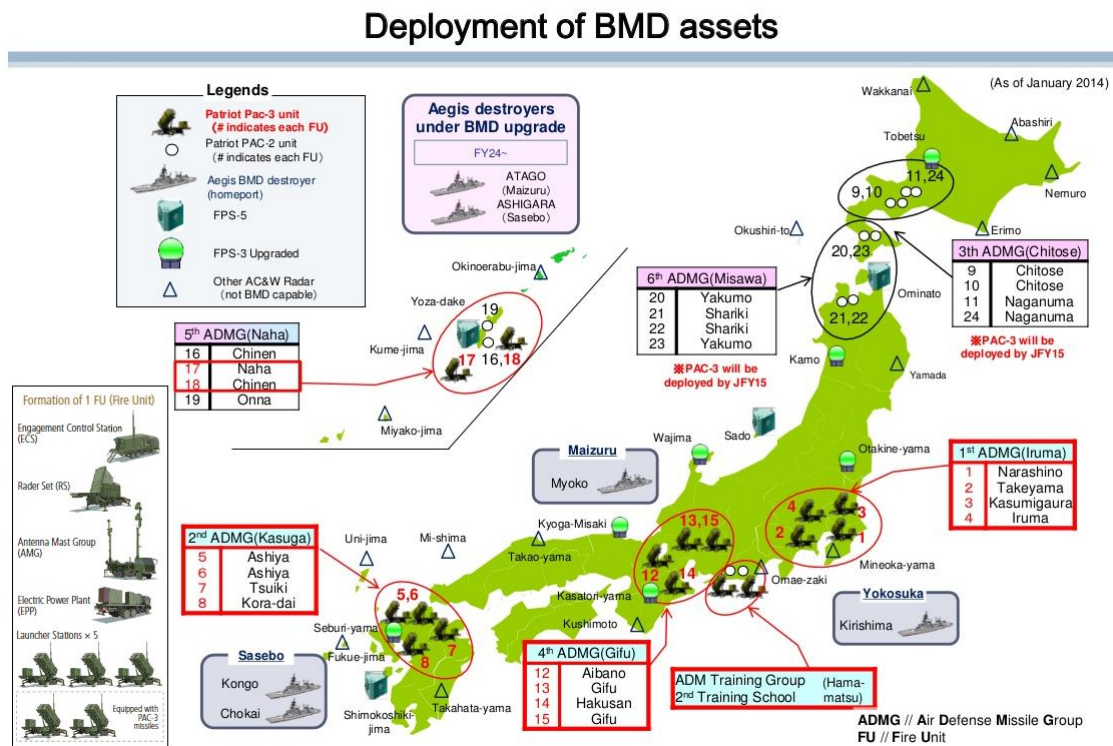 Deployment of BMD assets
(As of January 2014)
Legends
Patriot Pac-3 unit
(# indicates each FU)
Patriot PAC-2 unit
(# indicates each FU)
Aegis BMD destroyer
(homeport)
FPS-5
FPS-3 Upgraded
Other AC&W Radar
(not BMD capable)
Aegis destroyers
under BMD upgrade
FY24~
ATAGO
(Maizuru)
ASHIGARA
(Sasebo)
Wakkanai
Abashiri
Tobetsu
11,24
9,10
Nemuro
Okushiri-to
Erimo
20,23
Ominato
21,22
3th ADMG(Chitose)
9 Chitose
10 Chitose
11 Naganuma
24 Naganuma
※PAC-3 will be
deployed by JFY15
6th ADMG(Misawa)
20 Yakumo
21 Shariki
22 Shariki
23 Yakumo
※PAC-3 will be
deployed by JFY15
Kamo
Yamada
Okinoerabu-jima
Yoza-dake
19
Kume-jima
17
16,18
Miyako-jima
5th ADMG(Naha)
16 Chinen
17 Naha
18 Chinen
19 Onna
Formation of 1 FU (Fire Unit)
Engagement Control Station
(ECS)
Rader Set (RS)
Antenna Mast Group
(AMG)
Electric Power Plant
(EPP)
Launcher Stations × 5
Equipped with
PAC-3
missiles
Sado
Wajima
Otakine-yama
Maizuru
Myoko
1st ADMG(Iruma)
1 Narashino
2 Takeyama
3 Kasumigaura
4 Iruma
4
3
2
1
Mineoka-yama
13,15
12
14
Kyoga-Misaki
Mi-shima
Uni-jima
Takao-yama
Kasatori-yama
Kushimoto
Omae-zaki
2nd ADMG(Kasuga)
5 Ashiya
6 Ashiya
7 Tsuiki
8 Kora-dai
5,6
7
8
Seburi-yama
Fukue-jima
Shimokoshiki-
jima
Takahata-yama
Sasebo
Kongo
Chokai
Yokosuka
Kirishima
4th ADMG(Gifu)
12 Aibano
13 Gifu
14 Hakusan
15 Gifu
ADM Training Group (Hama-
2nd Training School matsu)
ADMG // Air Defense Missile Group
FU // Fire Unit